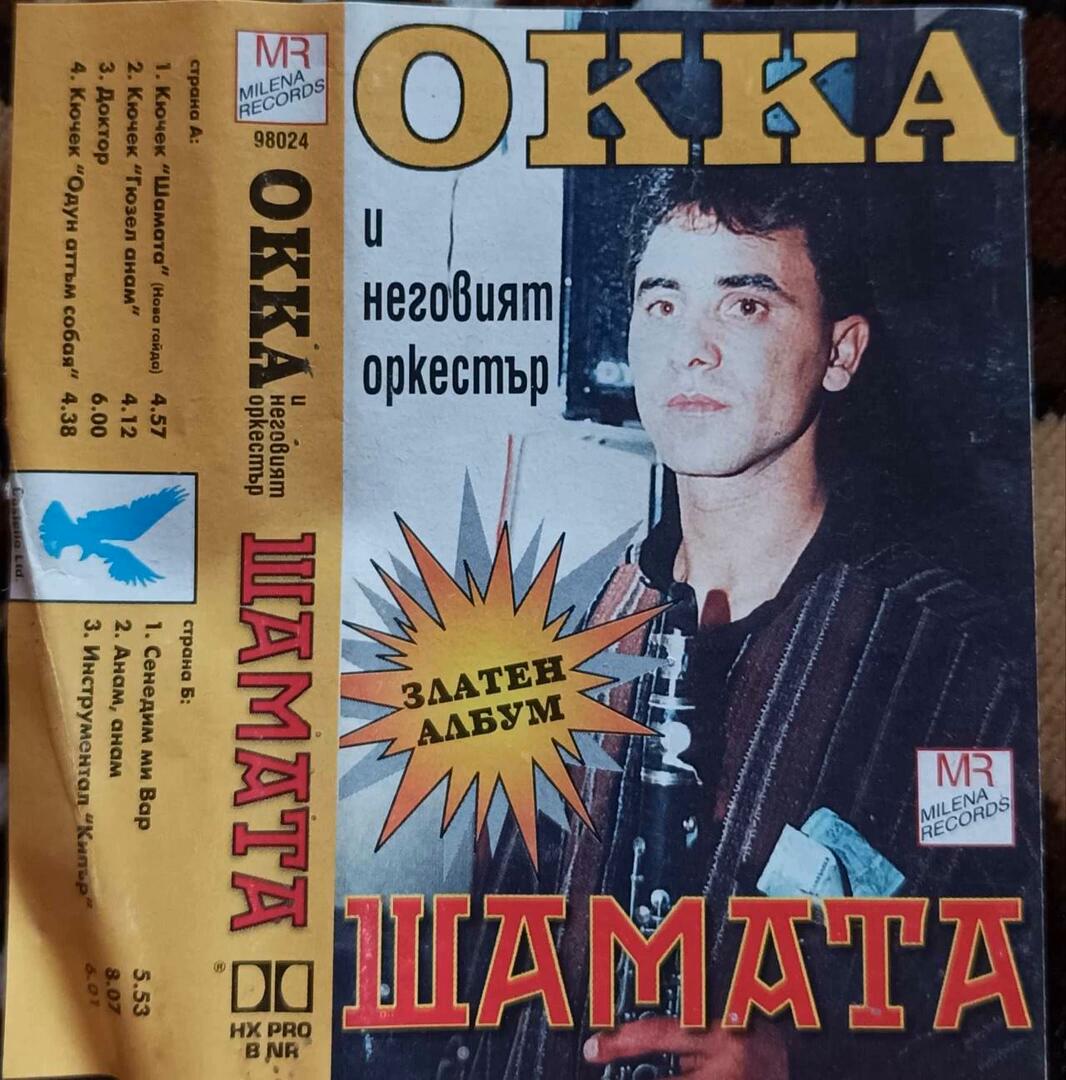 ОККА
и
неговият
оркестър
ЗЛАТЕН
АЛБУМ
MR
MILENA
RECORDS
ШАМАТА
MR
MILENA
RECORDS
98024
ОККА
и
неговият
оркестър
ШАМАТА
®
HX PRO
B NR
страна А:
1. Кючек "Шамата" (Нова гайда) 4.57
2. Кючек "Гюзел анам" 4.12
3. Доктор 6.00
4. Кючек "Одун аттъм собая" 4.38
Ltd.
страна Б:
1. Сенедим ми Вар 5.53
2. Анам, анам 8.07
3. Инструментал "Кипър" 6.01